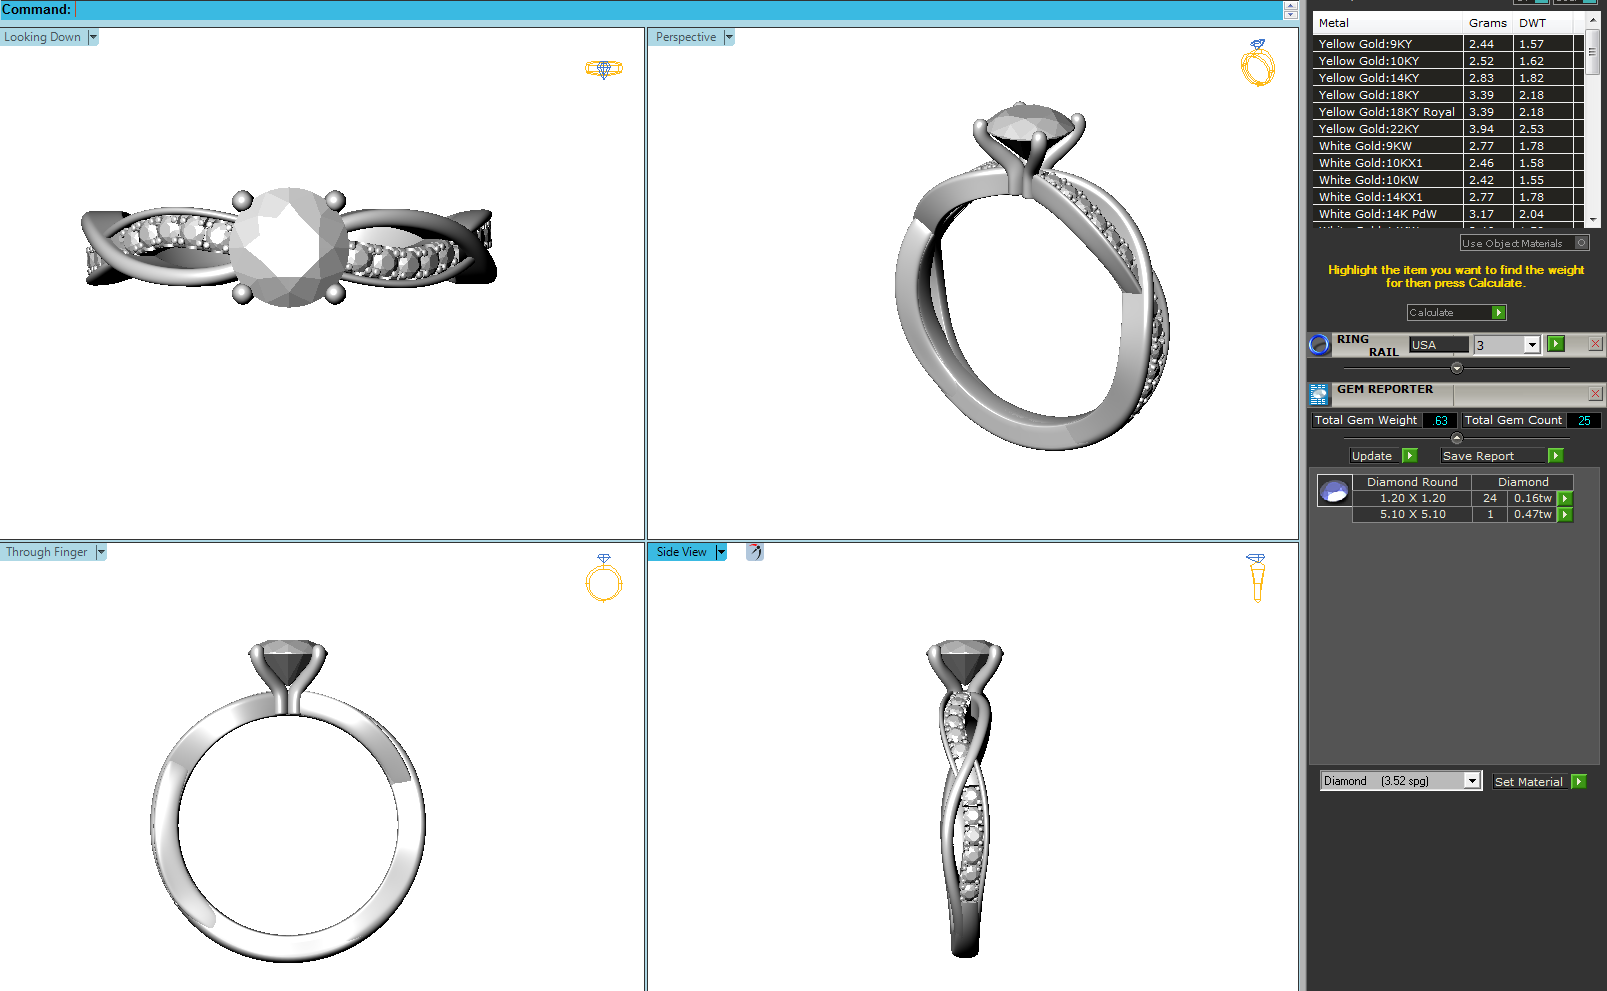 Command:
Looking Down
Perspective
Through Finger
Side View
Metal Grams DWT
Yellow Gold:9KY 2.44 1.57
Yellow Gold:10KY 2.52 1.62
Yellow Gold:14KY 2.83 1.82
Yellow Gold:18KY 3.39 2.18
Yellow Gold:18KY Royal 3.39 2.18
Yellow Gold:22KY 3.94 2.53
White Gold:9KW 2.77 1.78
White Gold:10KX1 2.46 1.58
White Gold:10KW 2.42 1.55
White Gold:14KX1 2.77 1.78
White Gold:14K PdW 3.17 2.04
Use Object Materials
Highlight the item you want to find the weight
for then press Calculate.
Calculate
RING
RAIL USA 3
GEM REPORTER
Total Gem Weight .63 Total Gem Count 25
Update Save Report
Diamond Round Diamond
1.20 X 1.20 24 0.16tw
5.10 X 5.10 1 0.47tw
Diamond (3.52 spg) Set Material